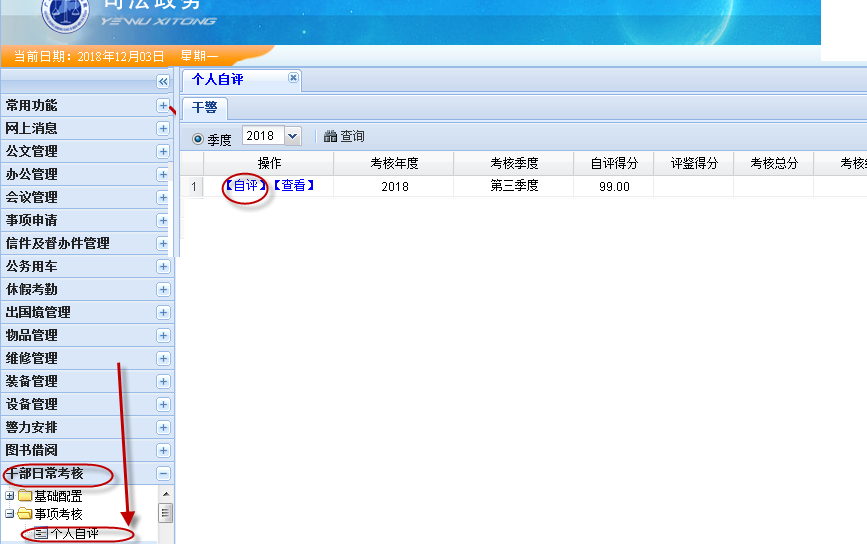 司法政务
YEWU XITONG
当前日期：2018年12月03日 星期一
个人自评
常用功能
网上消息
公文管理
办公管理
会议管理
事项申请
信件及督办件管理
公务用车
休假考勤
出国境管理
物品管理
维修管理
装备管理
设备管理
警力安排
图书借阅
干部日常考核
基础配置
事项考核
个人自评
干警
季度 2018 查询
操作 考核年度 考核季度 自评得分 评鉴得分 考核总分 考核
1 【自评】【查看】 2018 第三季度 99.00